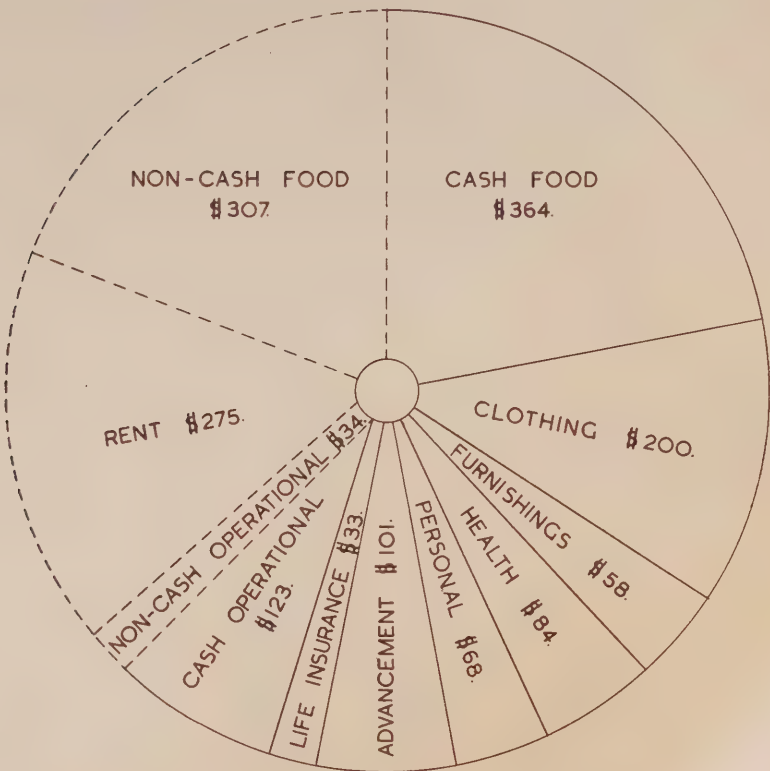 NON-CASH FOOD
$307.
CASH FOOD
$364.
RENT $275.
CLOTHING $200.
NON-CASH OPERATIONAL $34.
CASH OPERATIONAL
$123.
LIFE INSURANCE $33.
ADVANCEMENT $101.
PERSONAL $68.
HEALTH $84.
FURNISHINGS $58.